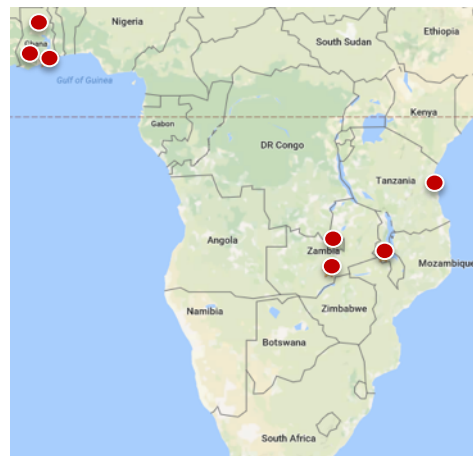 Nigeria
Ethiopia
South Sudan
Ghana
Gulf of Guinea
Kenya
Gabon
DR Congo
Tanzania
Angola
Zambia
Mozambique
Namibia
Zimbabwe
Botswana
South Africa